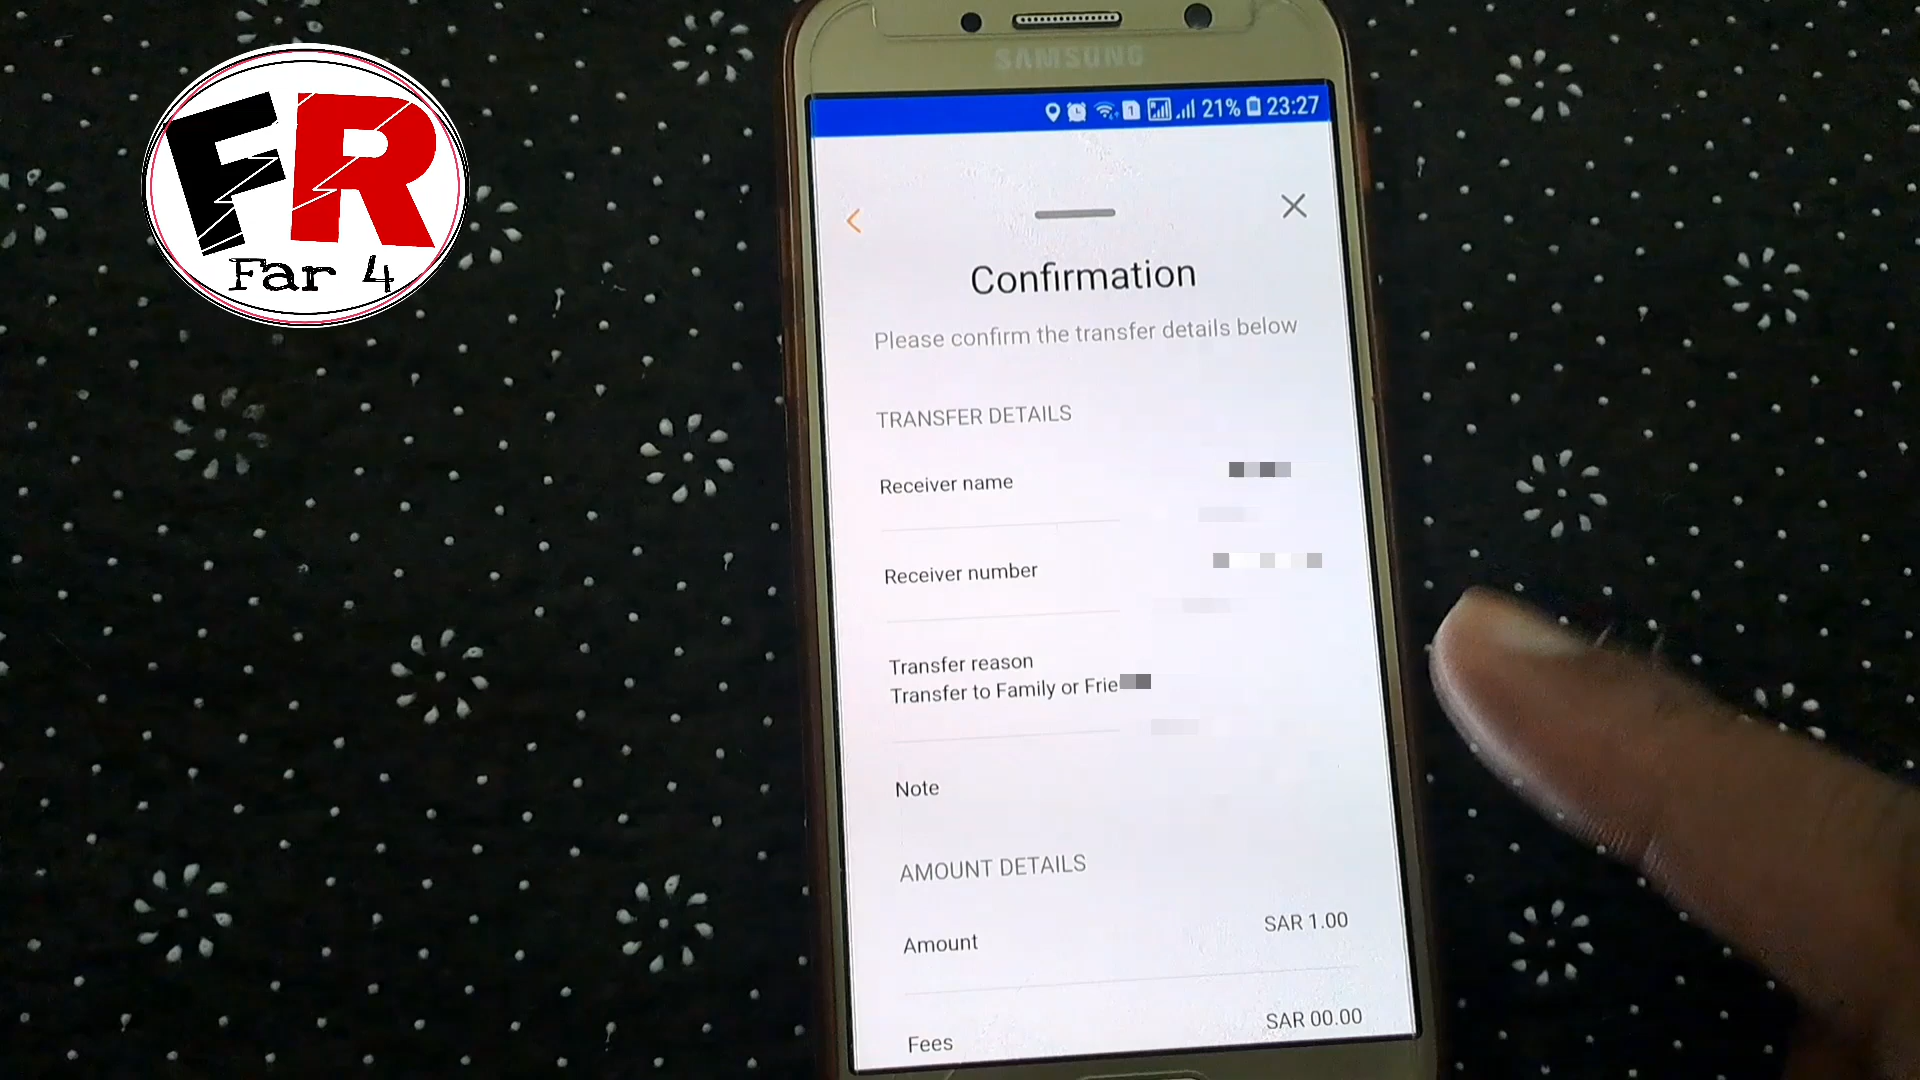 FR
Far 4
SAMSUNG
21% 23:27
Confirmation
Please confirm the transfer details below
TRANSFER DETAILS
Receiver name
Receiver number
Transfer reason
Transfer to Family or Frie
Note
AMOUNT DETAILS
Amount SAR 1.00
Fees SAR 00.00